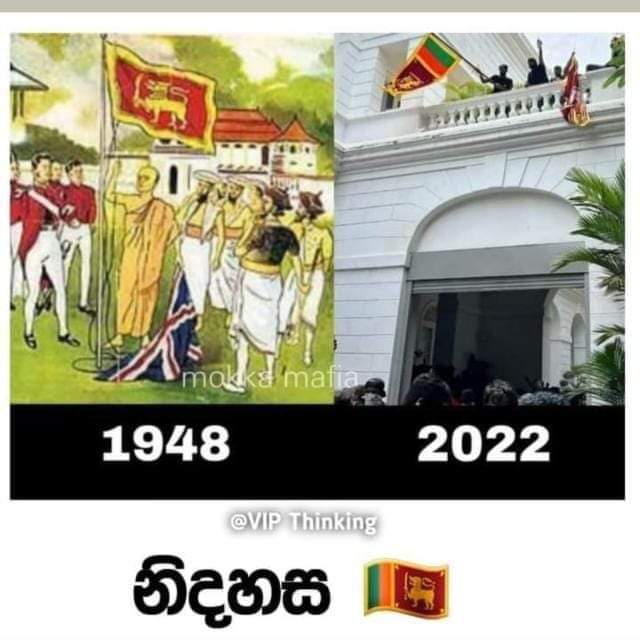 mokka mafia
1948
2022
@VIP Thinking
නිදහස 🇱🇰